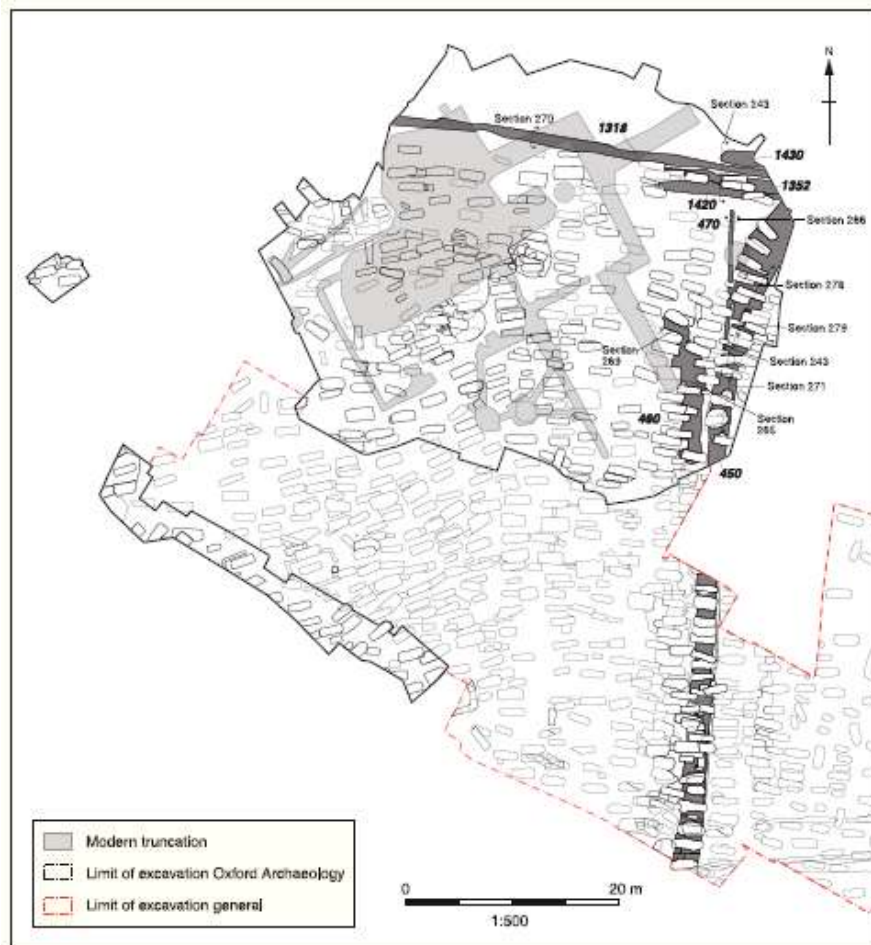 N
Section 243
Section 270
1318
1430
1352
1420
470
Section 266
Section 278
Section 279
Section
263
Section 243
Section 271
460
Section
265
450
Modern truncation
Limit of excavation Oxford Archaeology
Limit of excavation general
0
20 m
1:500